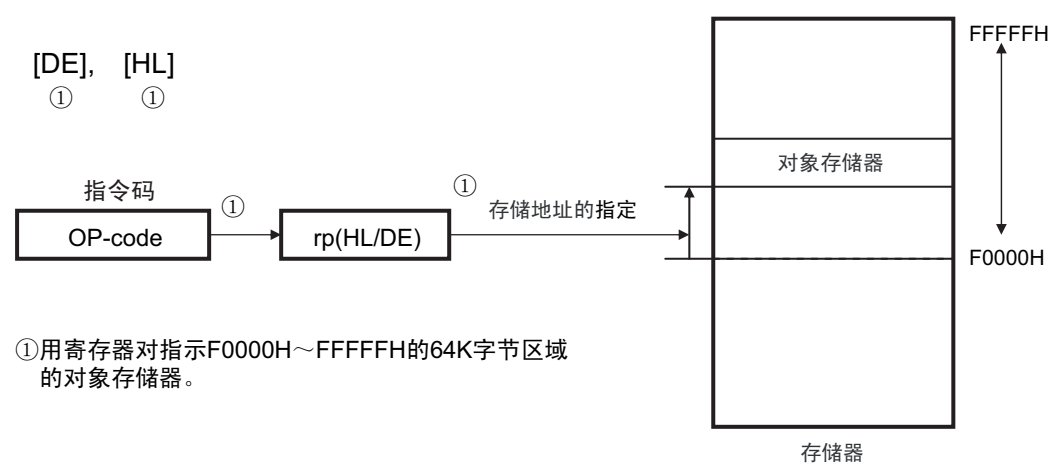 FFFFFH
[DE], [HL]
① ①
对象存储器
指令码
①
①
存储地址的指定
OP-code
rp(HL/DE)
F0000H
①用寄存器对指示F0000H～FFFFFH的64K字节区域
的对象存储器。
存储器